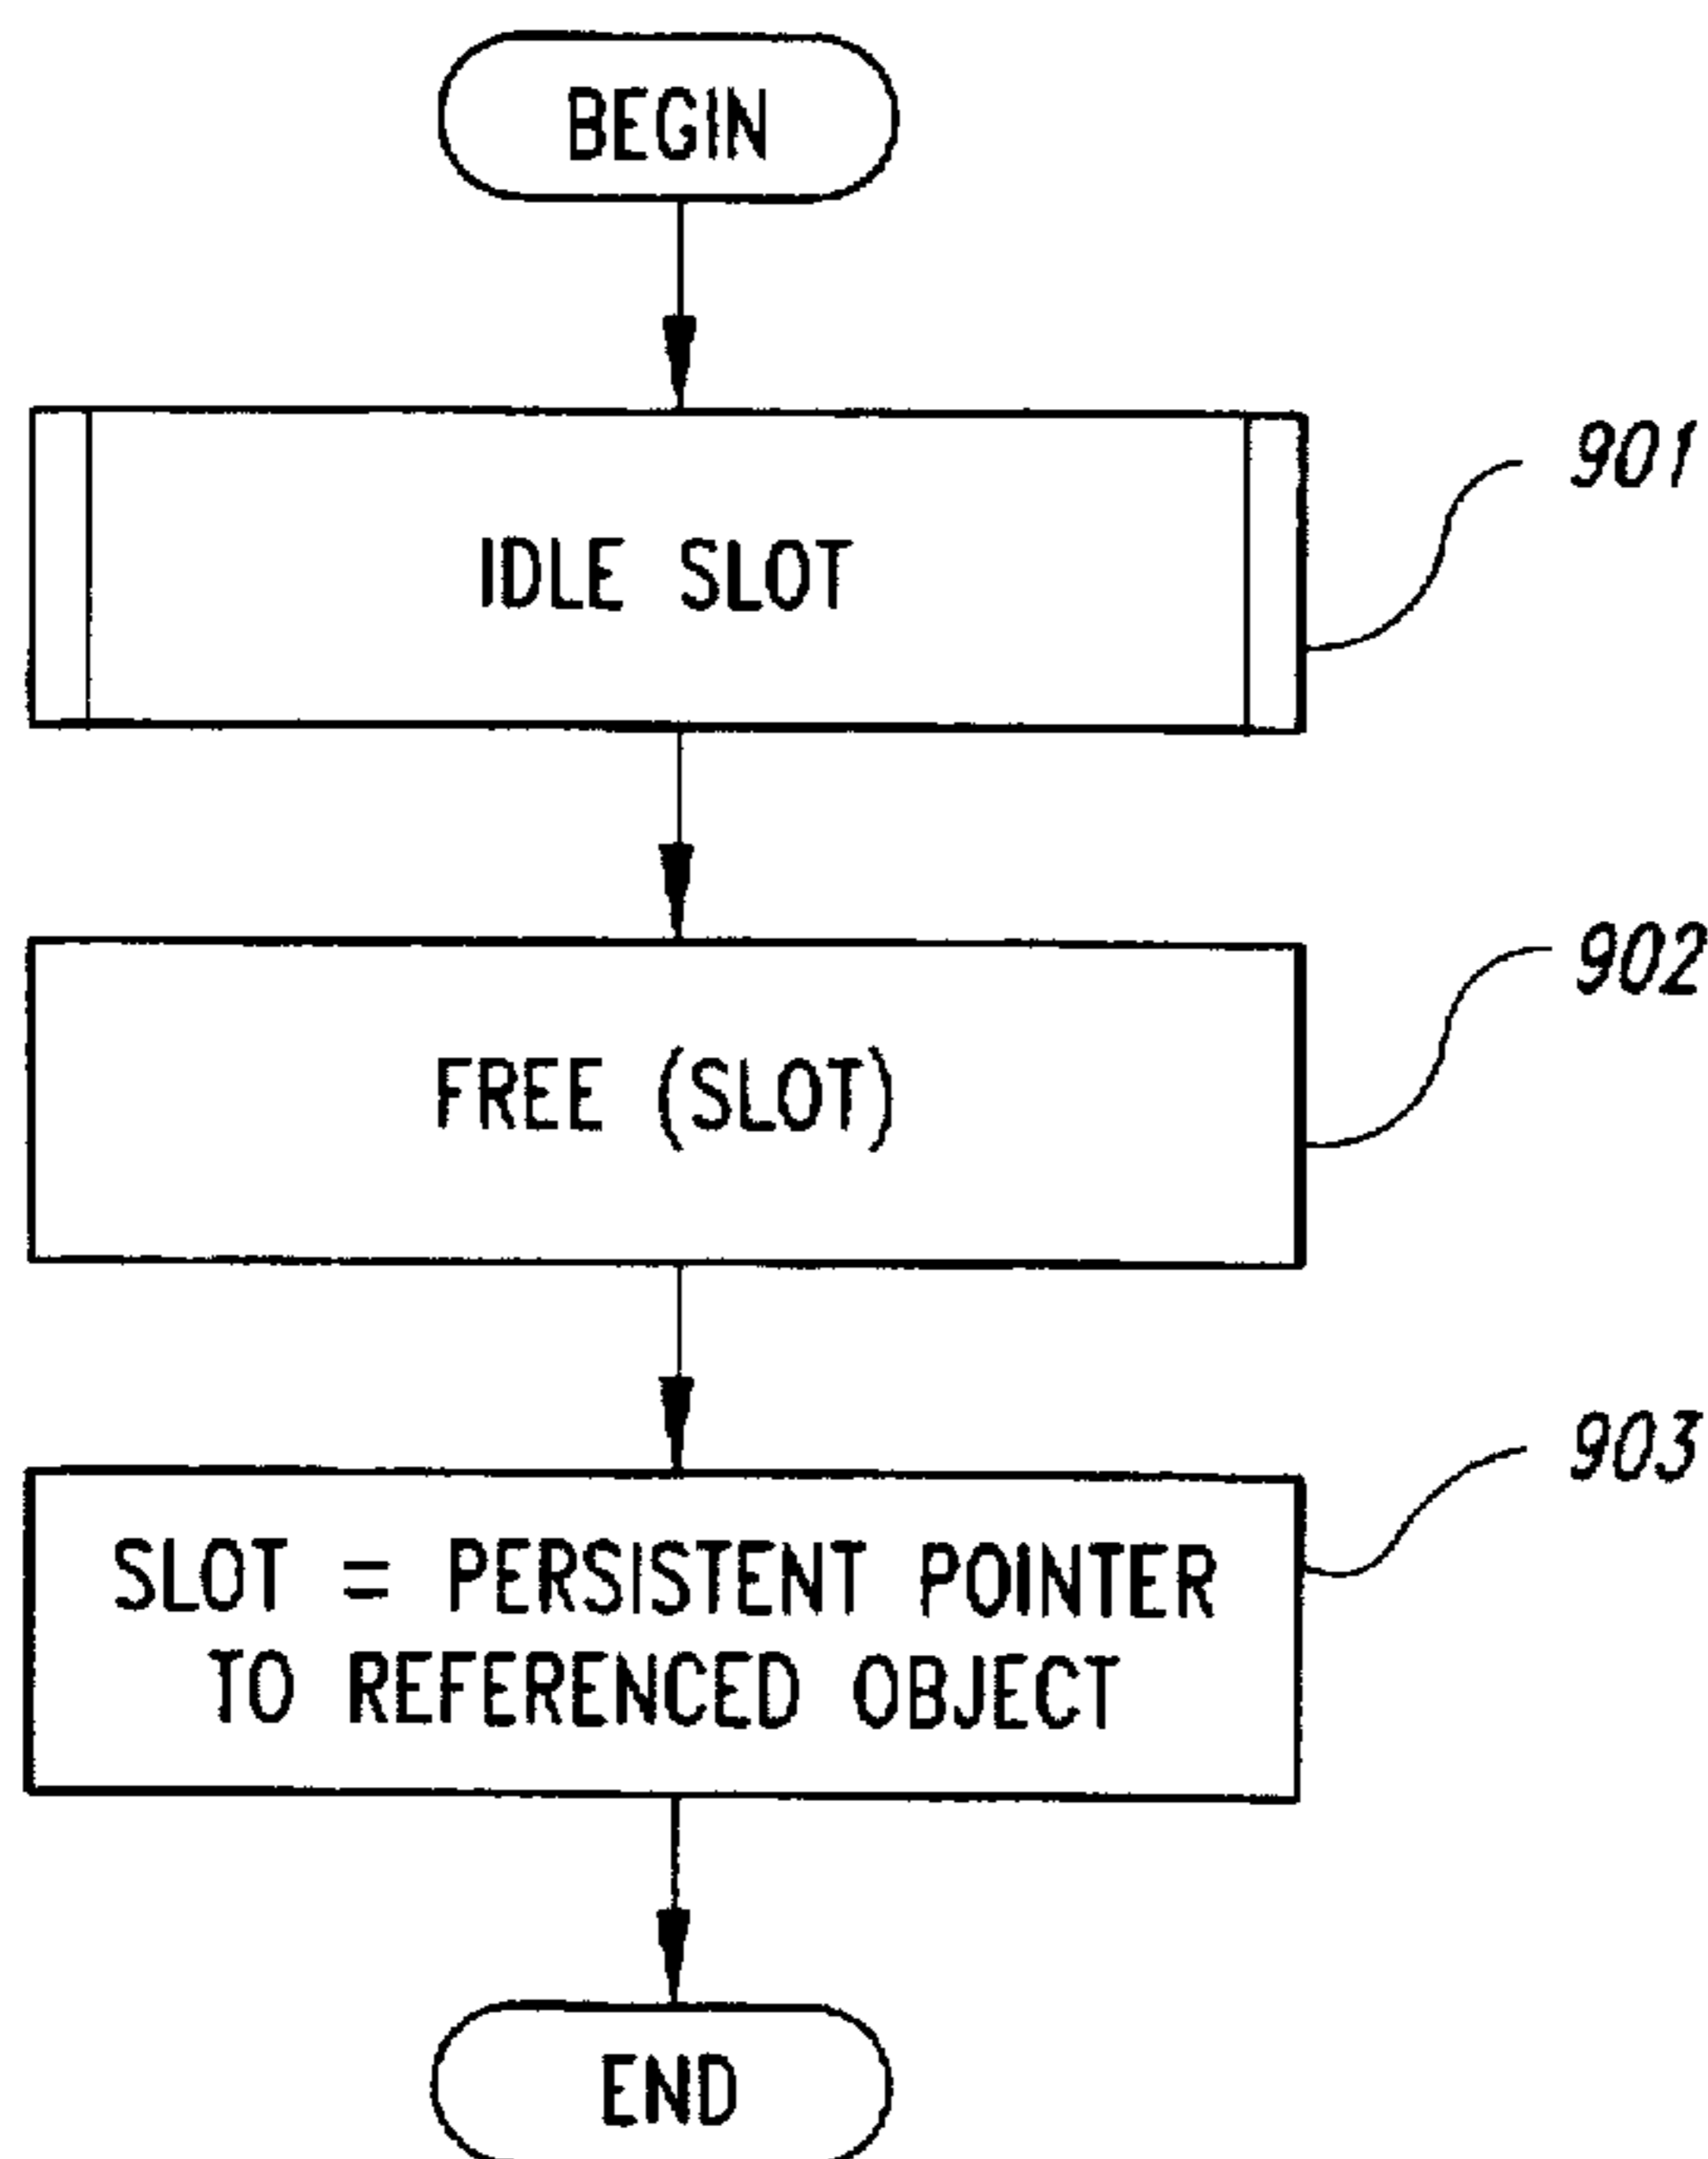 BEGIN
IDLE SLOT
901
FREE (SLOT)
902
SLOT = PERSISTENT POINTER
TO REFERENCED OBJECT
903
END